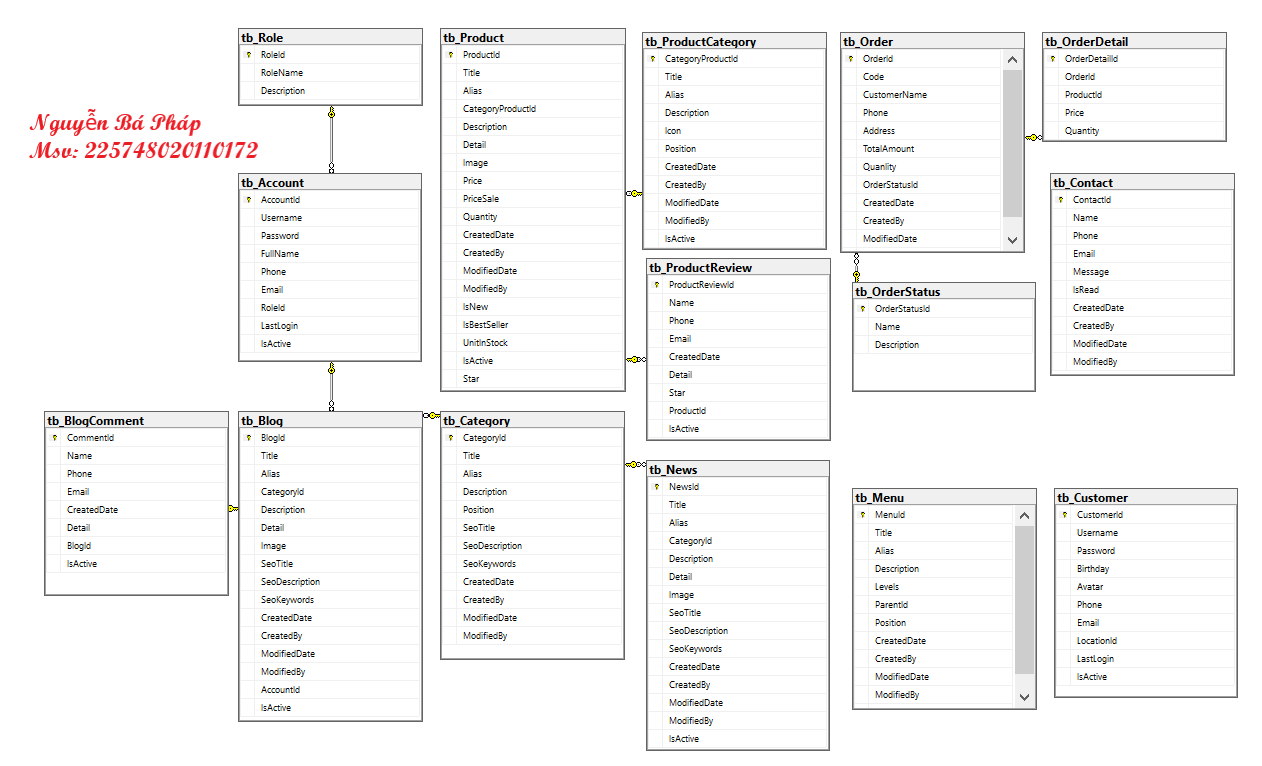 Nguyễn Bá Pháp
Msv: 225748020110172
tb_Role
RoleId
RoleName
Description
tb_Account
AccountId
Username
Password
FullName
Phone
Email
RoleId
LastLogin
IsActive
tb_BlogComment
CommentId
Name
Phone
Email
CreatedDate
Detail
BlogId
IsActive
tb_Blog
BlogId
Title
Alias
CategoryId
Description
Detail
Image
SeoTitle
SeoDescription
SeoKeywords
CreatedDate
CreatedBy
ModifiedDate
ModifiedBy
AccountId
IsActive
tb_Product
ProductId
Title
Alias
CategoryProductId
Description
Detail
Image
Price
PriceSale
Quantity
CreatedDate
CreatedBy
ModifiedDate
ModifiedBy
IsNew
IsBestSeller
UnitInStock
IsActive
Star
tb_Category
CategoryId
Title
Alias
Description
Position
SeoTitle
SeoDescription
SeoKeywords
CreatedDate
CreatedBy
ModifiedDate
ModifiedBy
tb_ProductCategory
CategoryProductId
Title
Alias
Description
Icon
Position
CreatedDate
CreatedBy
ModifiedDate
ModifiedBy
IsActive
tb_ProductReview
ProductReviewId
Name
Phone
Email
CreatedDate
Detail
Star
ProductId
IsActive
tb_News
NewsId
Title
Alias
CategoryId
Description
Detail
Image
SeoTitle
SeoDescription
SeoKeywords
CreatedDate
CreatedBy
ModifiedDate
ModifiedBy
IsActive
tb_Order
OrderId
Code
CustomerName
Phone
Address
TotalAmount
Quanlity
OrderStatusId
CreatedDate
CreatedBy
ModifiedDate
tb_OrderStatus
OrderStatusId
Name
Description
tb_Menu
MenuId
Title
Alias
Description
Levels
ParentId
Position
CreatedDate
CreatedBy
ModifiedDate
ModifiedBy
tb_OrderDetail
OrderDetailId
OrderId
ProductId
Price
Quantity
tb_Contact
ContactId
Name
Phone
Email
Message
IsRead
CreatedDate
CreatedBy
ModifiedDate
ModifiedBy
tb_Customer
CustomerId
Username
Password
Birthday
Avatar
Phone
Email
LocationId
LastLogin
IsActive